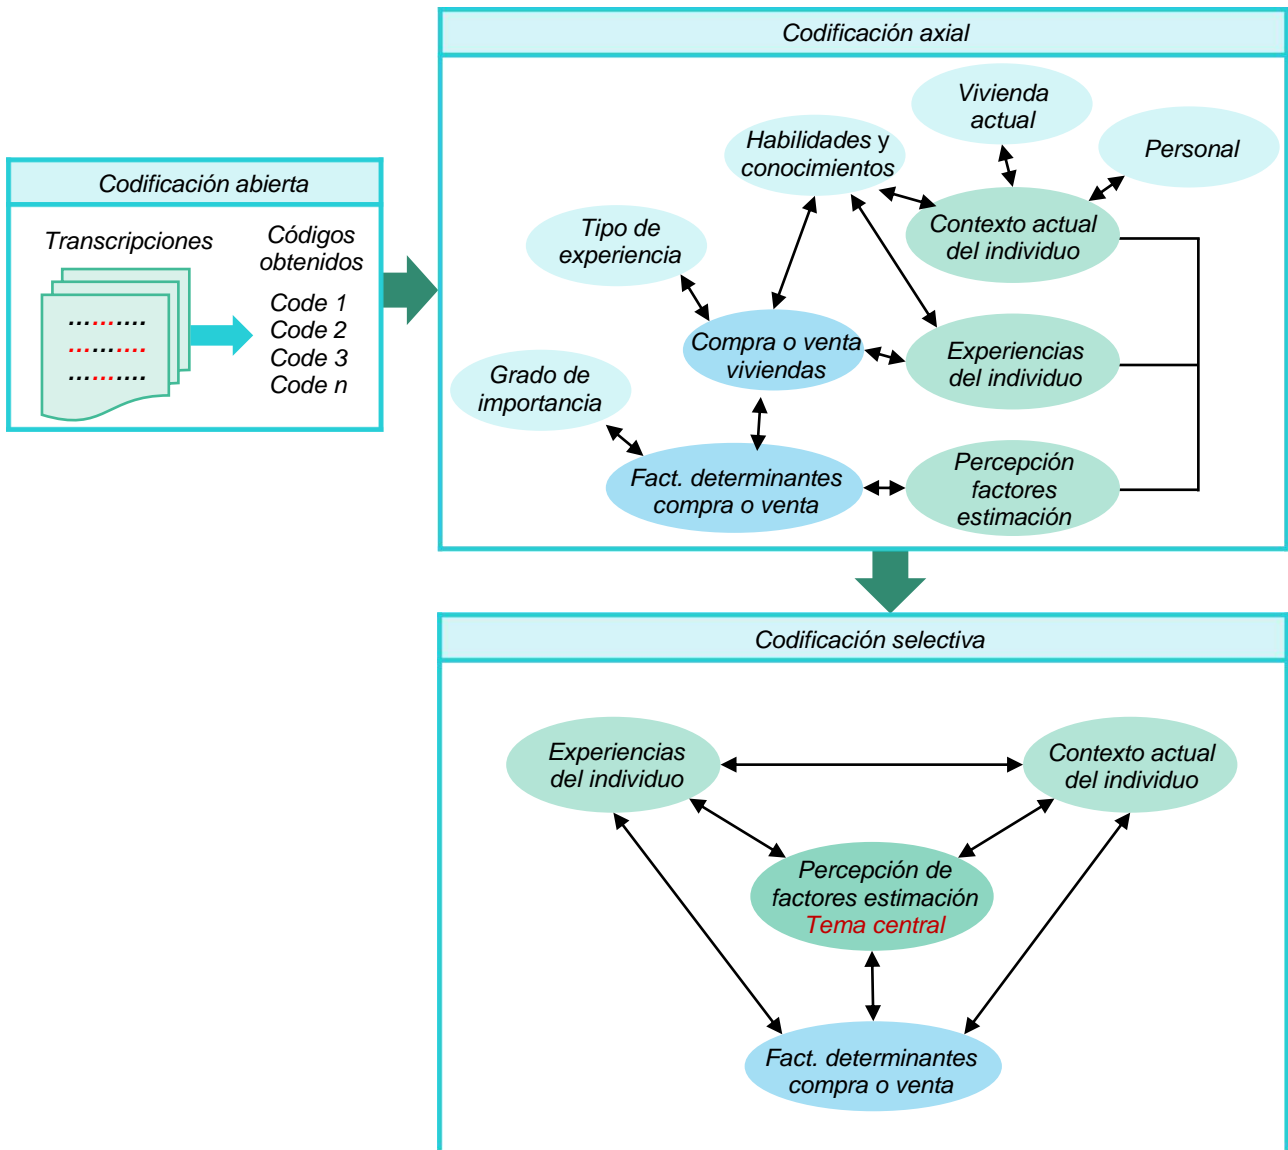 Codificación abierta
Transcripciones
Códigos
obtenidos
Code 1
Code 2
Code 3
Code n
Codificación axial
Vivienda
actual
Habilidades y
conocimientos
Personal
Tipo de
experiencia
Contexto actual
del individuo
Compra o venta
viviendas
Experiencias
del individuo
Grado de
importancia
Fact. determinantes
compra o venta
Percepción
factores
estimación
Codificación selectiva
Experiencias
del individuo
Contexto actual
del individuo
Percepción de
factores estimación
Tema central
Fact. determinantes
compra o venta